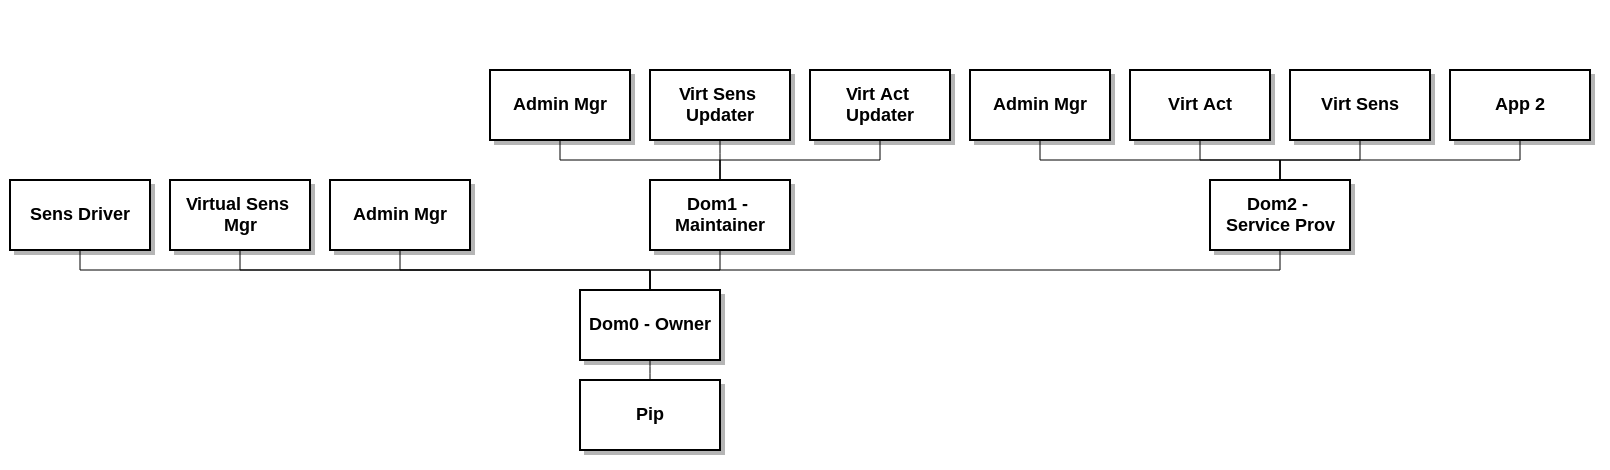 Admin Mgr
Virt Sens
Updater
Virt Act
Updater
Admin Mgr
Virt Act
Virt Sens
App 2
Sens Driver
Virtual Sens
Mgr
Admin Mgr
Dom1 -
Maintainer
Dom2 -
Service Prov
Dom0 - Owner
Pip